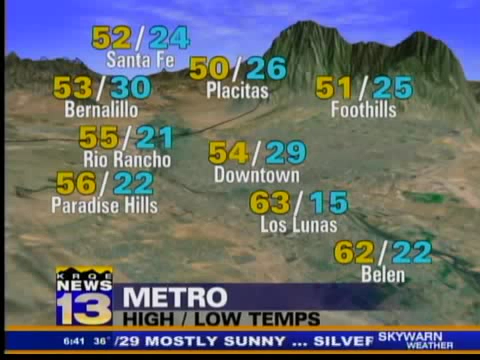 52/24
Santa Fe
50/26
Placitas
53/30
Bernalillo
51/25
Foothills
55/21
Rio Rancho
54/29
Downtown
56/22
Paradise Hills
63/15
Los Lunas
62/22
Belen
KRQE
NEWS
13
METRO
HIGH / LOW TEMPS
6:41 36° /29 MOSTLY SUNNY ... SILVER
SKYWARN
WEATHER